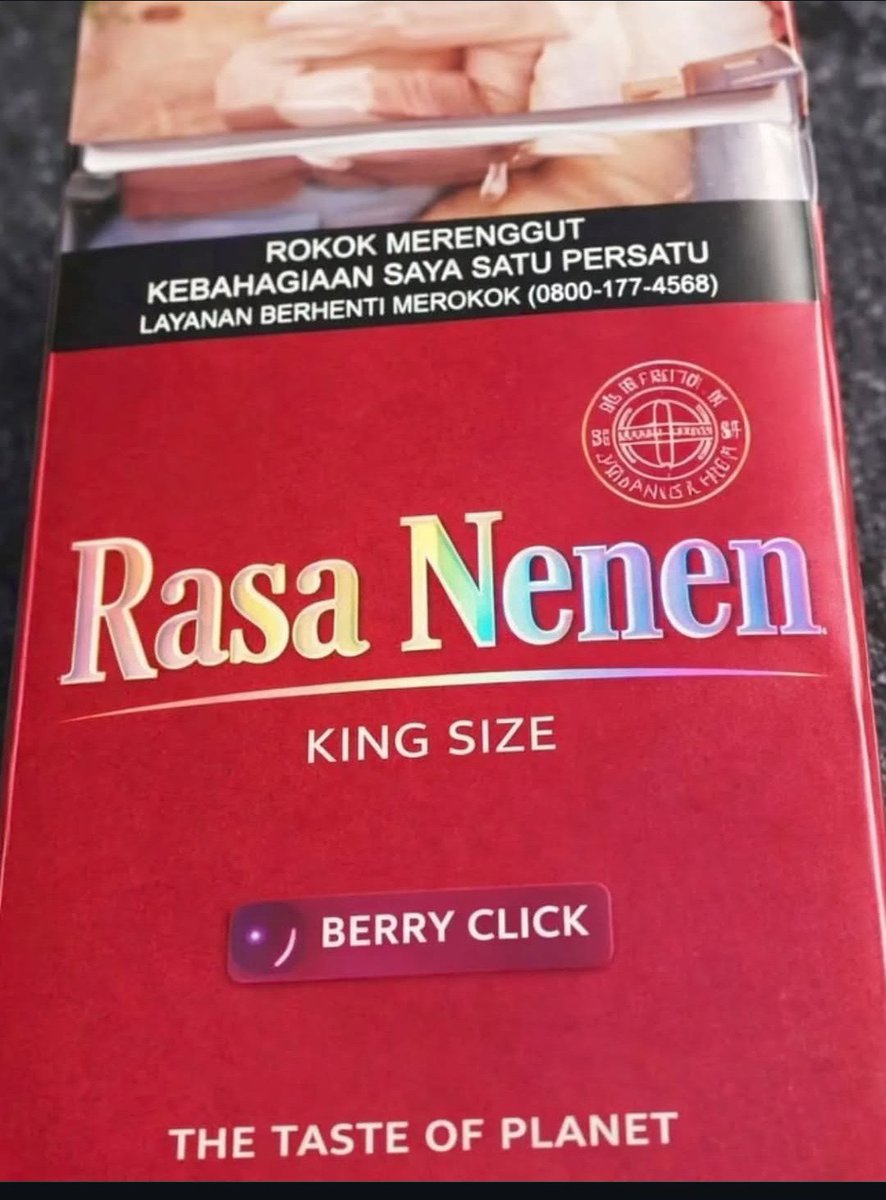 ROKOK MERENGGUT
KEBAHAGIAAN SAYA SATU PERSATU
LAYANAN BERHENTI MEROKOK (0800-177-4568)
Rasa Nenen
KING SIZE
BERRY CLICK
THE TASTE OF PLANET